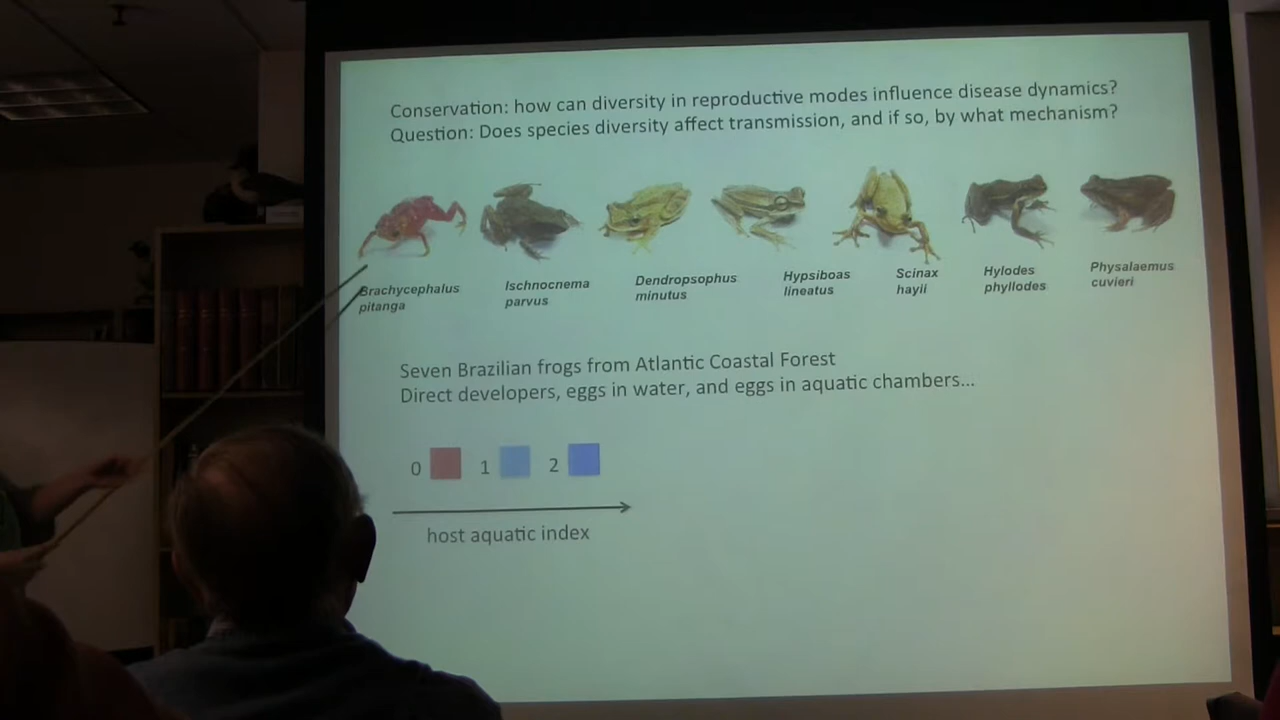 Conservation: how can diversity in reproductive modes influence disease dynamics?
Question: Does species diversity affect transmission, and if so, by what mechanism?
Brachycephalus
pitanga
Ischnocnema
parvus
Dendropsophus
minutus
Hypsiboas
lineatus
Scinax
hayii
Hylodes
phyllodes
Physalaemus
cuvieri
Seven Brazilian frogs from Atlantic Coastal Forest
Direct developers, eggs in water, and eggs in aquatic chambers...
0 1 2
host aquatic index